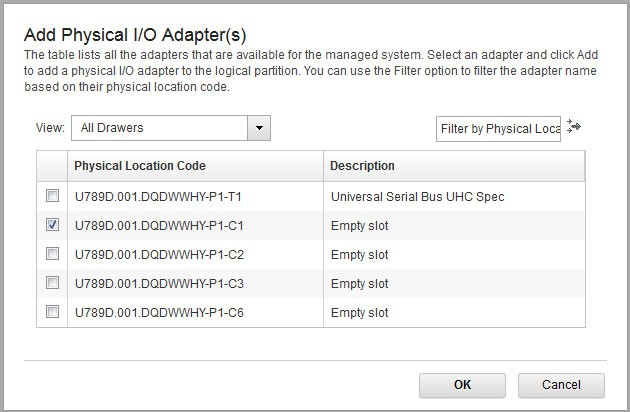 Add Physical I/O Adapter(s)
The table lists all the adapters that are available for the managed system. Select an adapter and click Add
to add a physical I/O adapter to the logical partition. You can use the Filter option to filter the adapter name
based on their physical location code.
View: All Drawers Filter by Physical Loca
Physical Location Code Description
U789D.001.DQDWWHY-P1-T1 Universal Serial Bus UHC Spec
U789D.001.DQDWWHY-P1-C1 Empty slot
U789D.001.DQDWWHY-P1-C2 Empty slot
U789D.001.DQDWWHY-P1-C3 Empty slot
U789D.001.DQDWWHY-P1-C6 Empty slot
OK Cancel